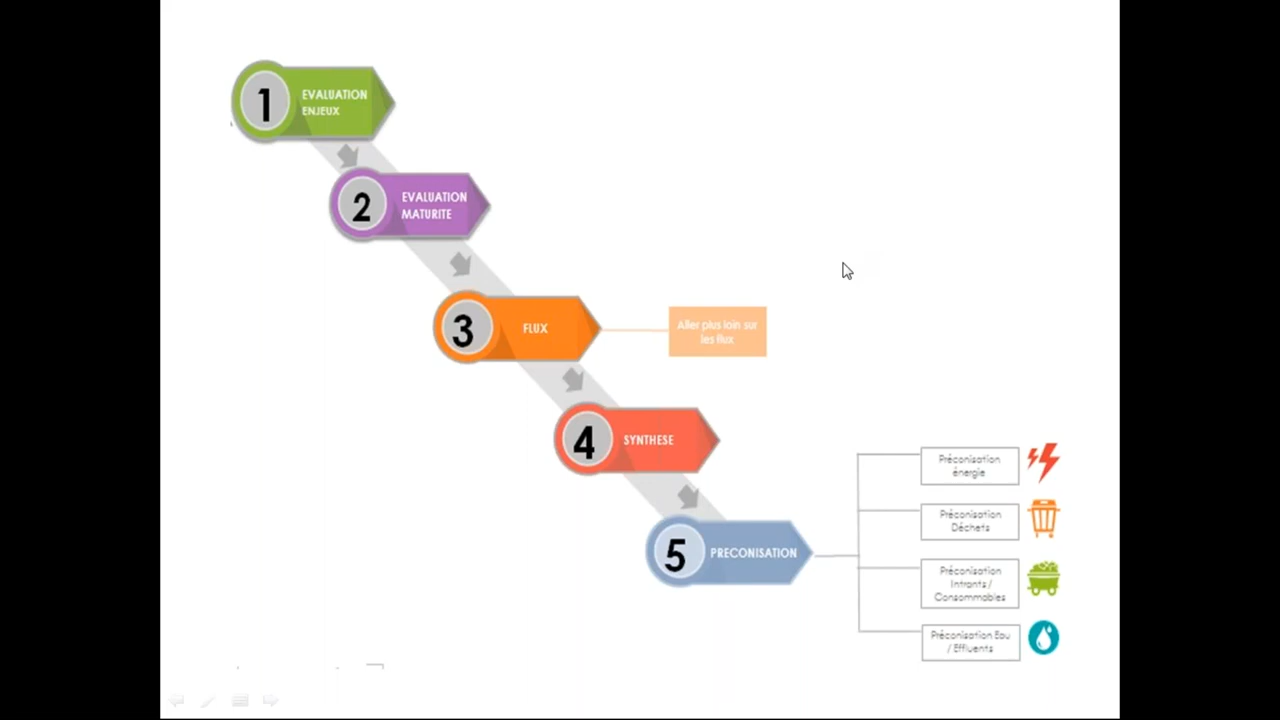 1
EVALUATION
ENJEUX
2
EVALUATION
MATURITE
3
FLUX
Aller plus loin sur
les flux
4
SYNTHESE
5
PRECONISATION
Préconisation
énergie
Préconisation
Déchets
Préconisation
Intrants /
Consommables
Préconisation Eau
/ Effluents